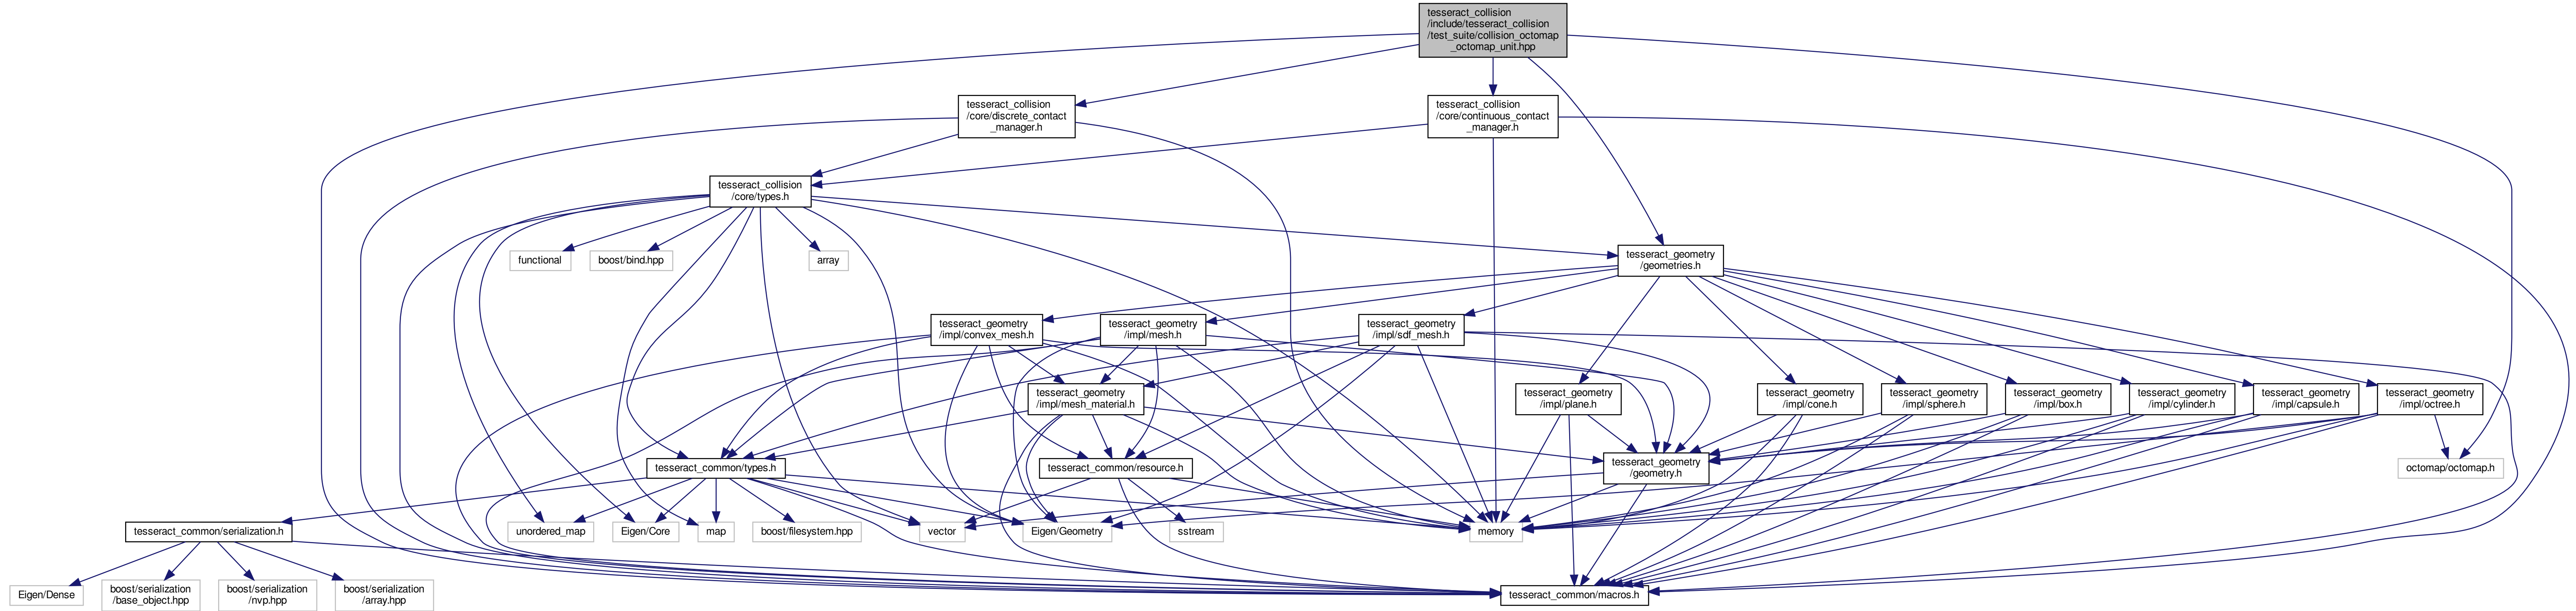 tesseract_collision
/include/tesseract_collision
/test_suite/collision_octomap
_octomap_unit.hpp
tesseract_collision
/core/discrete_contact
_manager.h
tesseract_collision
/core/continuous_contact
_manager.h
tesseract_collision
/core/types.h
functional
boost/bind.hpp
array
tesseract_geometry
/geometries.h
tesseract_geometry
/impl/convex_mesh.h
tesseract_geometry
/impl/mesh.h
tesseract_geometry
/impl/sdf_mesh.h
tesseract_geometry
/impl/mesh_material.h
tesseract_geometry
/impl/plane.h
tesseract_geometry
/impl/cone.h
tesseract_geometry
/impl/sphere.h
tesseract_geometry
/impl/box.h
tesseract_geometry
/impl/cylinder.h
tesseract_geometry
/impl/capsule.h
tesseract_geometry
/impl/octree.h
tesseract_common/types.h
tesseract_common/resource.h
tesseract_geometry
/geometry.h
octomap/octomap.h
tesseract_common/serialization.h
unordered_map
Eigen/Core
map
boost/filesystem.hpp
vector
Eigen/Geometry
sstream
memory
Eigen/Dense
boost/serialization
/base_object.hpp
boost/serialization
/nvp.hpp
boost/serialization
/array.hpp
tesseract_common/macros.h